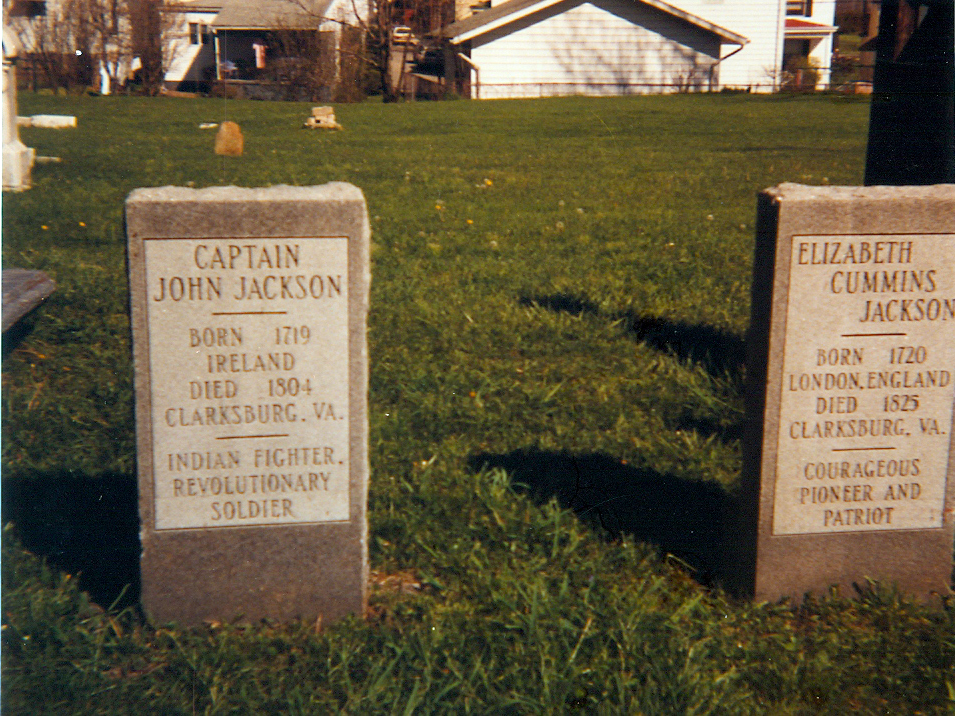 CAPTAIN
JOHN JACKSON
BORN 1719
IRELAND
DIED 1804
CLARKSBURG. VA.
INDIAN FIGHTER.
REVOLUTIONARY
SOLDIER
ELIZABETH
CUMMINS
JACKSON
BORN 1720
LONDON. ENGLAND
DIED 1825
CLARKSBURG. VA.
COURAGEOUS
PIONEER AND
PATRIOT